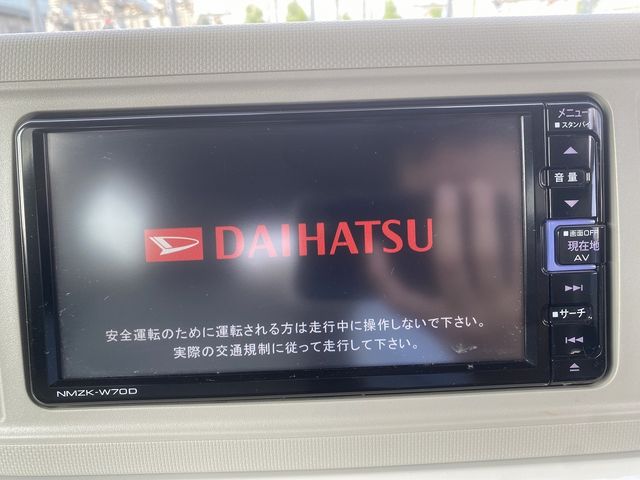 DAIHATSU
安全運転のために運転される方は走行中に操作しないで下さい。
実際の交通規制に従って走行して下さい。
NMZK-W70D
メニュー
■スタンバイ
音量
■画面OFF
現在地
AV
■サーチ